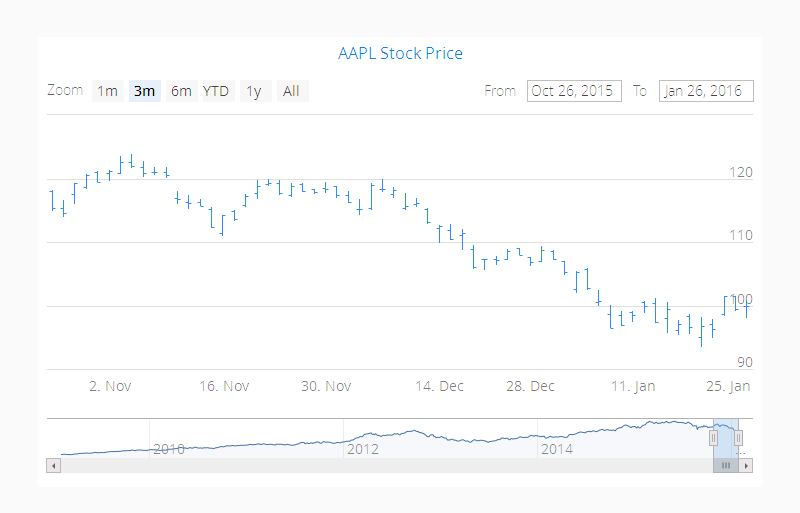 AAPL Stock Price
Zoom 1m 3m 6m YTD 1y All From Oct 26, 2015 To Jan 26, 2016
120
110
100
90
2. Nov 16. Nov 30. Nov 14. Dec 28. Dec 11. Jan 25. Jan
2010 2012 2014 ...